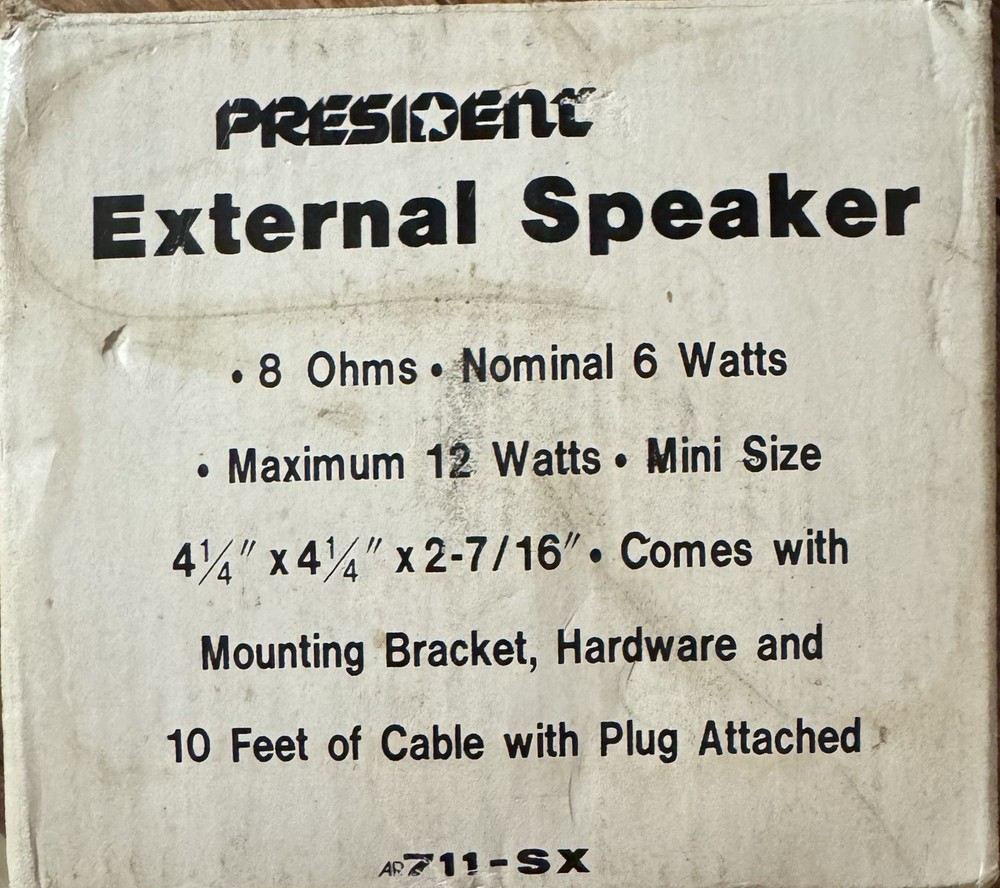 PRESIDENT
External Speaker
• 8 Ohms • Nominal 6 Watts
• Maximum 12 Watts • Mini Size
4¼″ x 4¼″ x 2-7/16″ • Comes with
Mounting Bracket, Hardware and
10 Feet of Cable with Plug Attached
AR711-SX